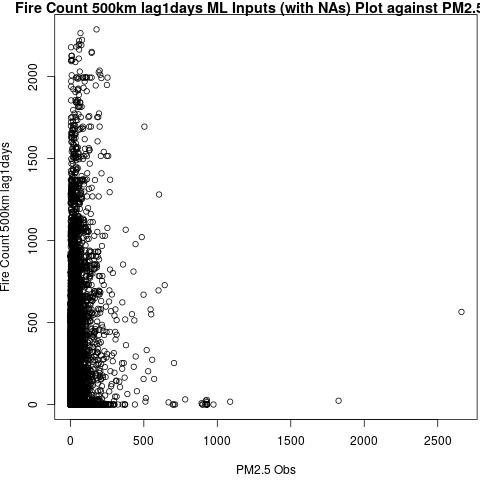 Fire Count 500km lag1days ML Inputs (with NAs) Plot against PM2.5
Fire Count 500km lag1days
2000
1500
1000
500
0
0 500 1000 1500 2000 2500
PM2.5 Obs